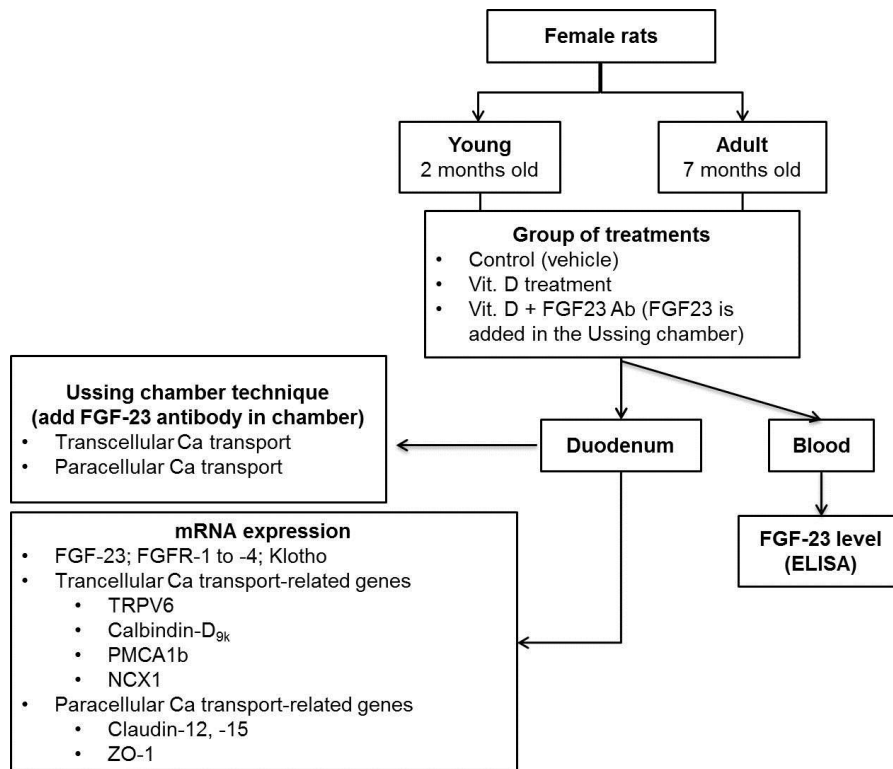 Female rats
Young
2 months old
Adult
7 months old
Group of treatments
• Control (vehicle)
• Vit. D treatment
• Vit. D + FGF23 Ab (FGF23 is
added in the Ussing chamber)
Ussing chamber technique
(add FGF-23 antibody in chamber)
• Transcellular Ca transport
• Paracellular Ca transport
Duodenum
Blood
FGF-23 level
(ELISA)
mRNA expression
• FGF-23; FGFR-1 to -4; Klotho
• Trancellular Ca transport-related genes
• TRPV6
• Calbindin-D9k
• PMCA1b
• NCX1
• Paracellular Ca transport-related genes
• Claudin-12, -15
• ZO-1